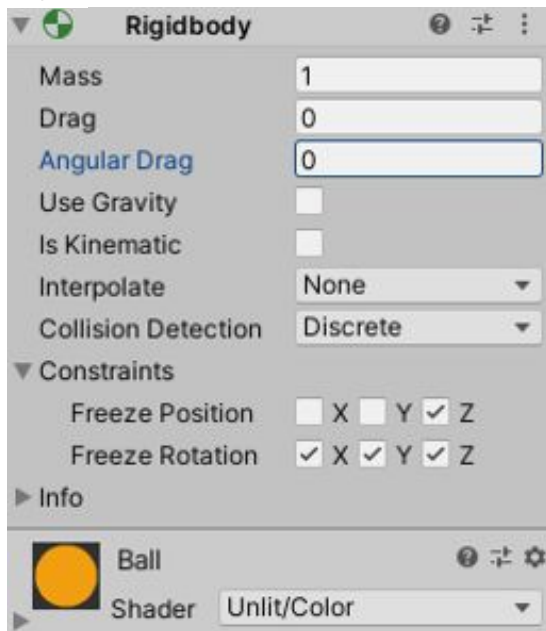 Rigidbody
Mass 1
Drag 0
Angular Drag 0
Use Gravity
Is Kinematic
Interpolate None
Collision Detection Discrete
Constraints
Freeze Position X Y Z
Freeze Rotation X Y Z
Info
Ball
Shader Unlit/Color